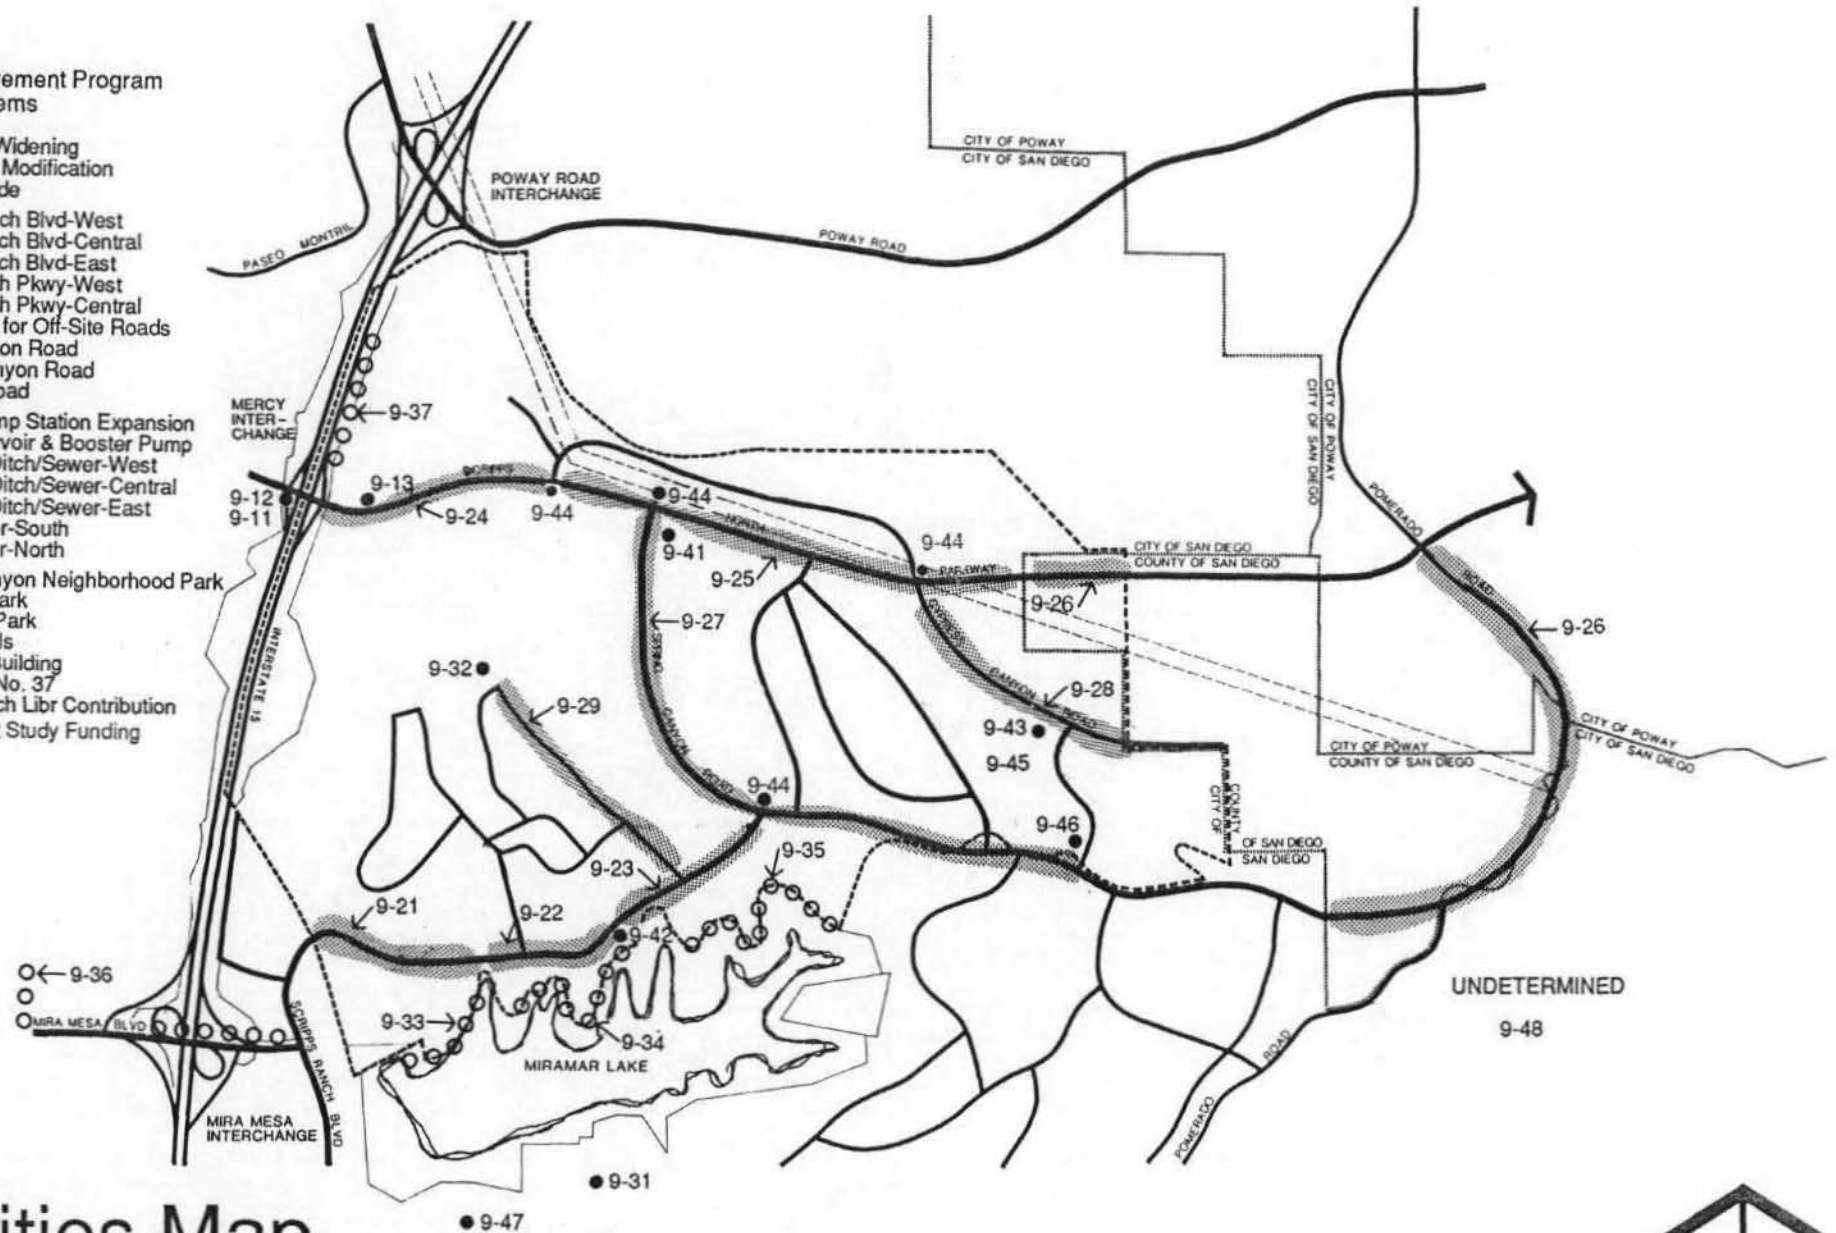 ement Program
ems
Widening
Modification
de
ch Blvd-West
ch Blvd-Central
ch Blvd-East
h Pkwy-West
h Pkwy-Central
for Off-Site Roads
on Road
nyon Road
oad
mp Station Expansion
rvoir & Booster Pump
Ditch/Sewer-West
Ditch/Sewer-Central
Ditch/Sewer-East
er-South
r-North
nyon Neighborhood Park
ark
Park
ls
Building
No. 37
ch Libr Contribution
Study Funding
POWAY ROAD
INTERCHANGE
PASEO MONTRIL
POWAY ROAD
CITY OF POWAY
CITY OF SAN DIEGO
CITY OF SAN DIEGO
CITY OF POWAY
MERCY
INTER-
CHANGE
9-37
9-12
9-11
9-13
SCRIPPS
9-24
9-44
9-44
9-41
NORTH
9-25
9-44
PARKWAY
CITY OF SAN DIEGO
COUNTY OF SAN DIEGO
9-26
POMERADO
ROAD
9-26
INTERSTATE 15
9-27
SPRING
CANYON
ROAD
9-32
9-29
CYPRESS
CANYON
ROAD
9-28
9-43
9-45
CITY OF POWAY
COUNTY OF SAN DIEGO
CITY OF POWAY
CITY OF SAN DIEGO
9-44
9-46
COUNTY
CITY OF
OF SAN DIEGO
SAN DIEGO
9-23
9-35
9-21
9-22
9-42
9-36
MIRA MESA BLVD
SCRIPPS RANCH BLVD
9-33
9-34
MIRAMAR LAKE
UNDETERMINED
9-48
POMERADO
ROAD
MIRA MESA
INTERCHANGE
9-31
9-47
ities Map